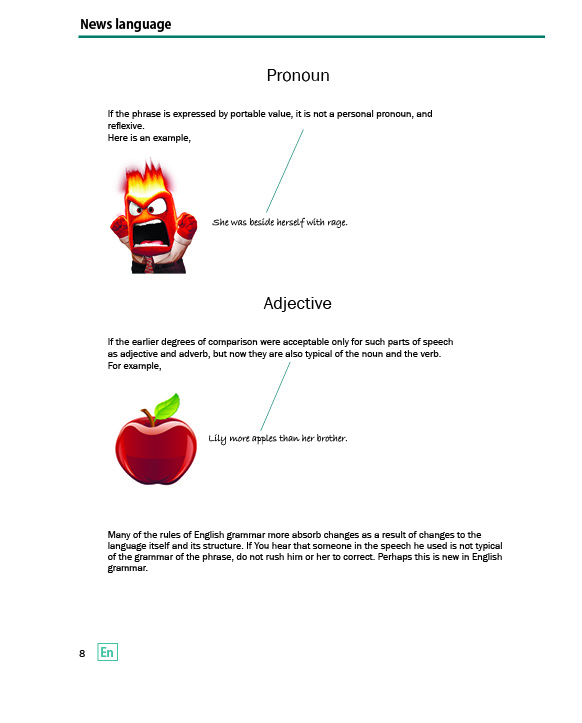 News language
Pronoun
If the phrase is expressed by portable value, it is not a personal pronoun, and
reflexive.
Here is an example,
She was beside herself with rage.
Adjective
If the earlier degrees of comparison were acceptable only for such parts of speech
as adjective and adverb, but now they are also typical of the noun and the verb.
For example,
Lily more apples than her brother.
Many of the rules of English grammar more absorb changes as a result of changes to the
language itself and its structure. If You hear that someone in the speech he used is not typical
of the grammar of the phrase, do not rush him or her to correct. Perhaps this is new in English
grammar.
8 En